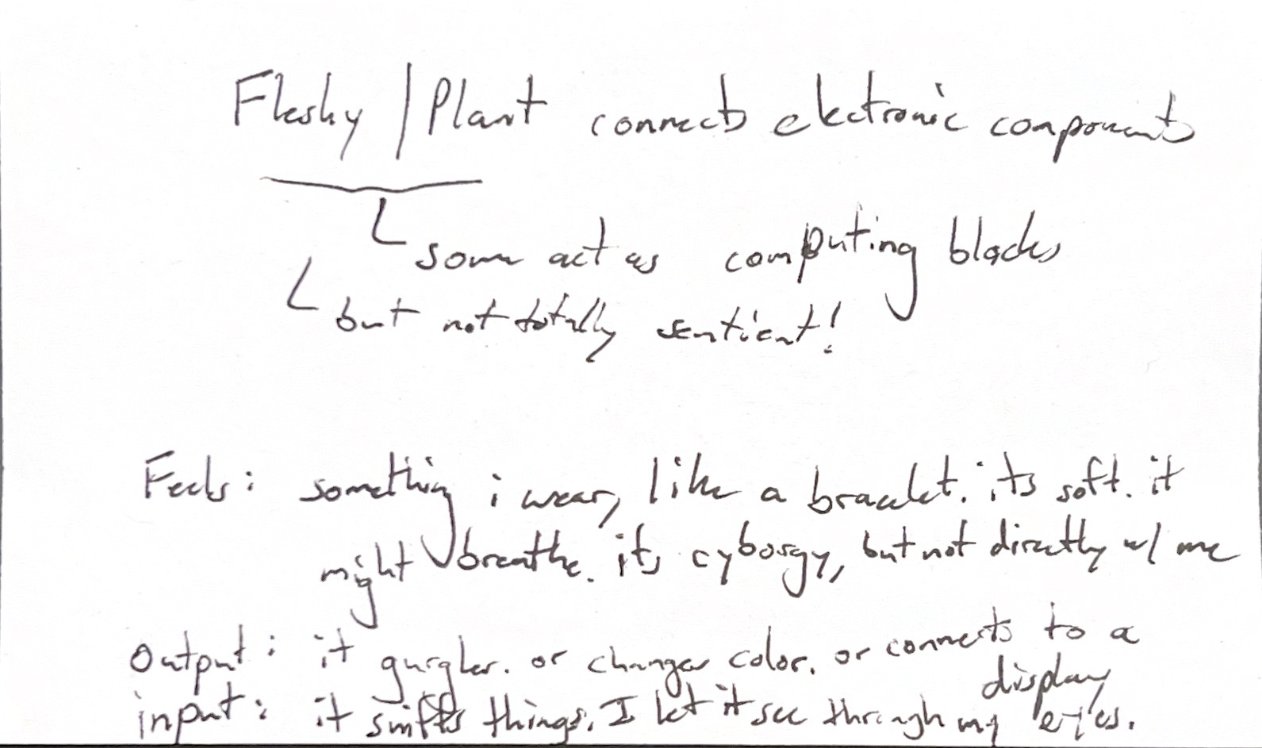 Fleshy / Plant connects electronic components
some act as computing blocks
but not totally sentient!
Feels: something i wear, like a bracelet. its soft. it
might breathe. its cyborgy, but not directly w/ me
Output: it gurgles. or changes color. or connects to a
display
input: it sniffs things. I let it see through my eyes.